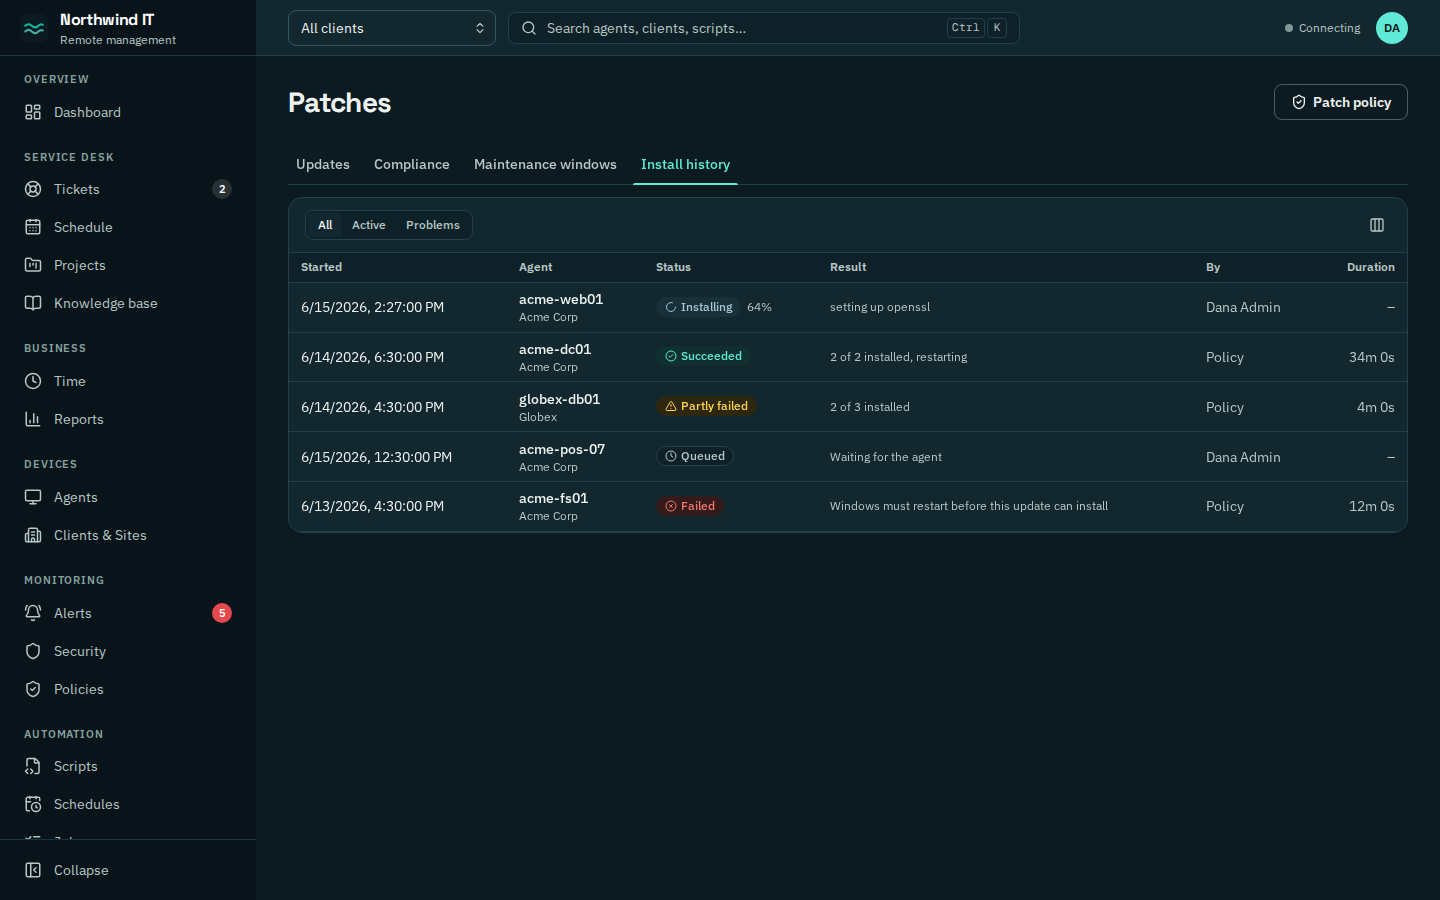 Northwind IT
Remote management
All clients
Search agents, clients, scripts...
Ctrl K
Connecting
DA
OVERVIEW
Dashboard
SERVICE DESK
Tickets 2
Schedule
Projects
Knowledge base
BUSINESS
Time
Reports
DEVICES
Agents
Clients & Sites
MONITORING
Alerts 5
Security
Policies
AUTOMATION
Scripts
Schedules
Collapse
Patches
Patch policy
Updates Compliance Maintenance windows Install history
All Active Problems
Started Agent Status Result By Duration
6/15/2026, 2:27:00 PM acme-web01 Installing 64% setting up openssl Dana Admin –
Acme Corp
6/14/2026, 6:30:00 PM acme-dc01 Succeeded 2 of 2 installed, restarting Policy 34m 0s
Acme Corp
6/14/2026, 4:30:00 PM globex-db01 Partly failed 2 of 3 installed Policy 4m 0s
Globex
6/15/2026, 12:30:00 PM acme-pos-07 Queued Waiting for the agent Dana Admin –
Acme Corp
6/13/2026, 4:30:00 PM acme-fs01 Failed Windows must restart before this update can install Policy 12m 0s
Acme Corp